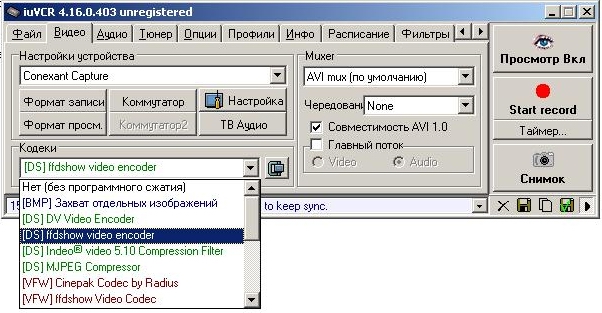 iuVCR 4.16.0.403 unregistered
Файл Видео Аудио Тюнер Опции Профили Инфо Расписание Фильтры
Настройки устройства
Conexant Capture
Формат записи Коммутатор Настройка
Формат просм. Коммутатор2 ТВ Аудио
Muxer
AVI mux (по умолчанию)
None
Совместимость AVI 1.0
Главный поток
Video Audio
Просмотр Вкл
Start record
Таймер...
Снимок
Кодеки
[DS] ffdshow video encoder
Нет (без программного сжатия)
[BMP] Захват отдельных изображений
[DS] DV Video Encoder
[DS] ffdshow video encoder
[DS] Indeo® video 5.10 Compression Filter
[DS] MJPEG Compressor
[VFW] Cinepak Codec by Radius
[VFW] ffdshow Video Codec
to keep sync.